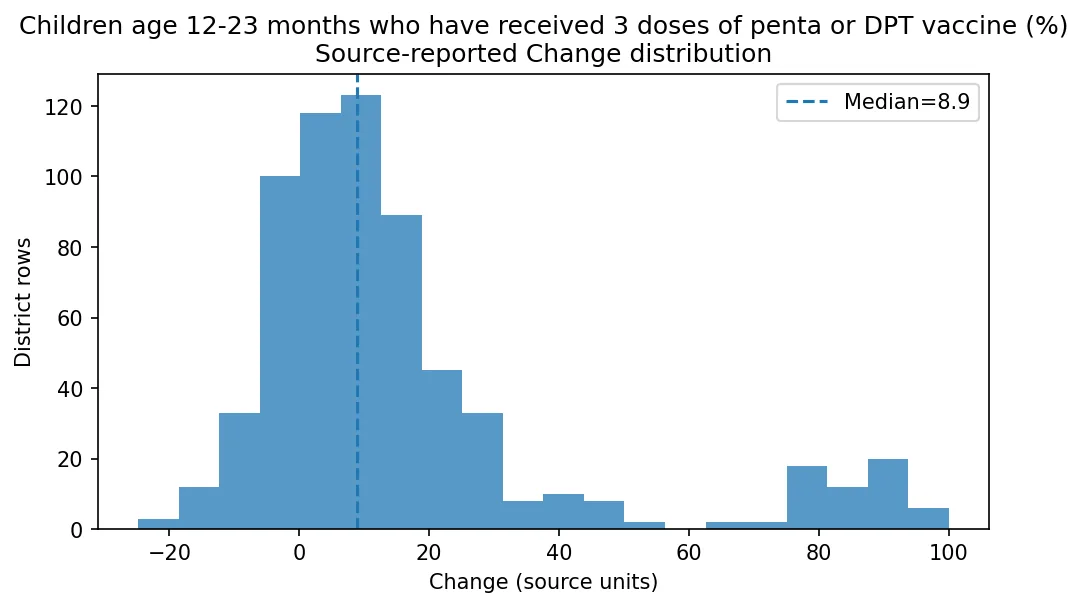 Children age 12-23 months who have received 3 doses of penta or DPT vaccine (%)
Source-reported Change distribution
Median=8.9
District rows
120
100
80
60
40
20
0
−20
0
20
40
60
80
100
Change (source units)